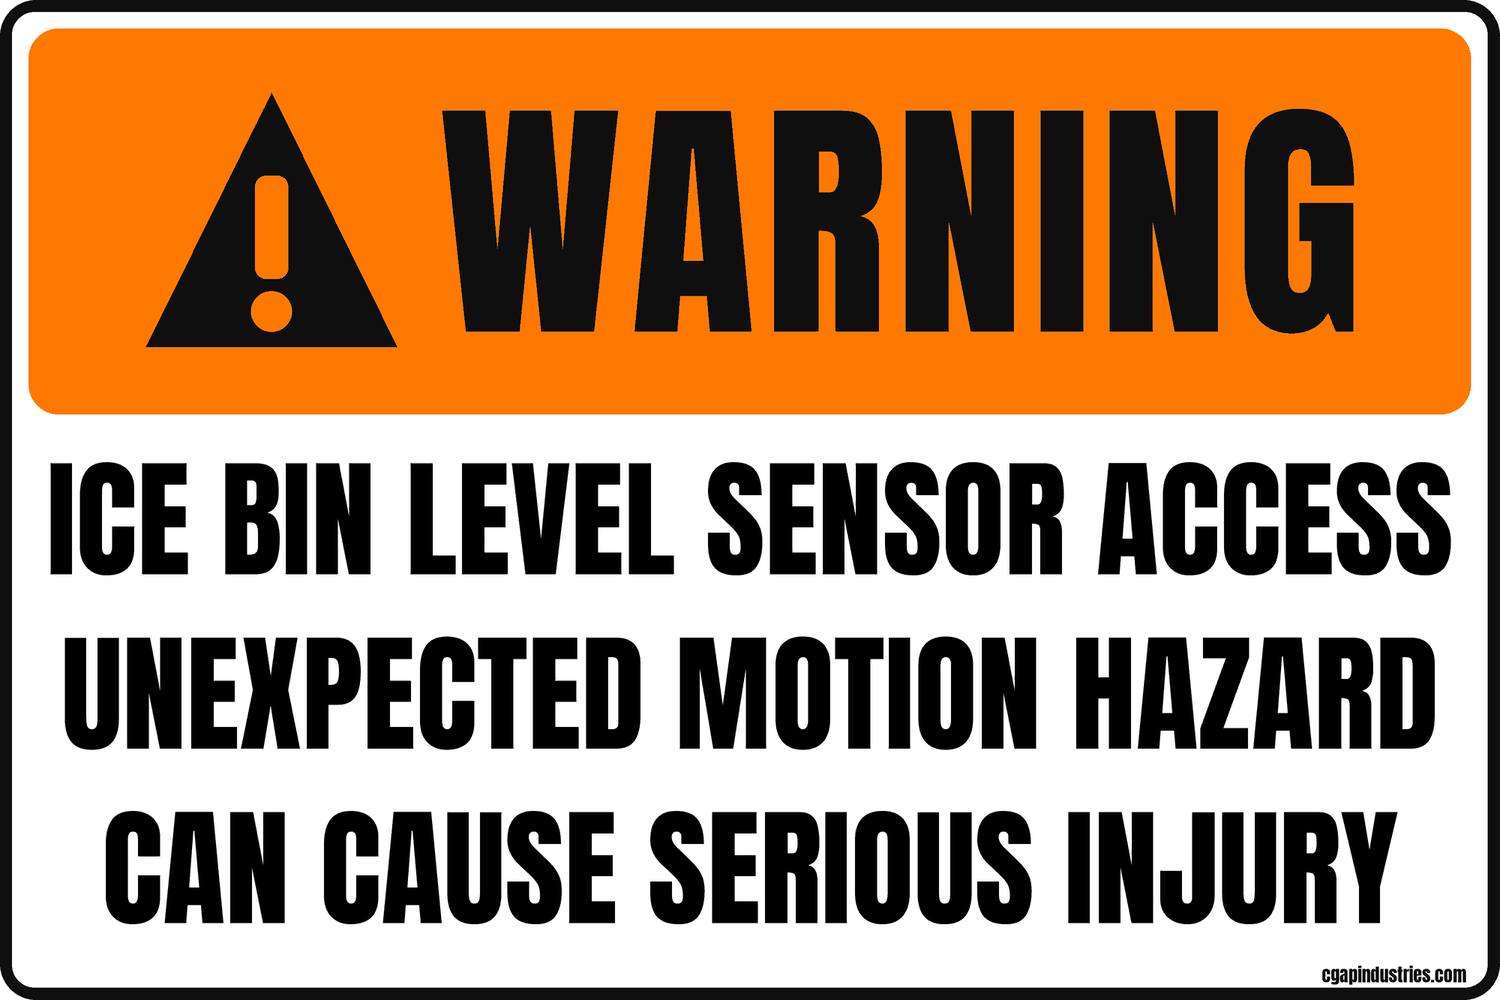 WARNING
ICE BIN LEVEL SENSOR ACCESS
UNEXPECTED MOTION HAZARD
CAN CAUSE SERIOUS INJURY
cgapindustries.com